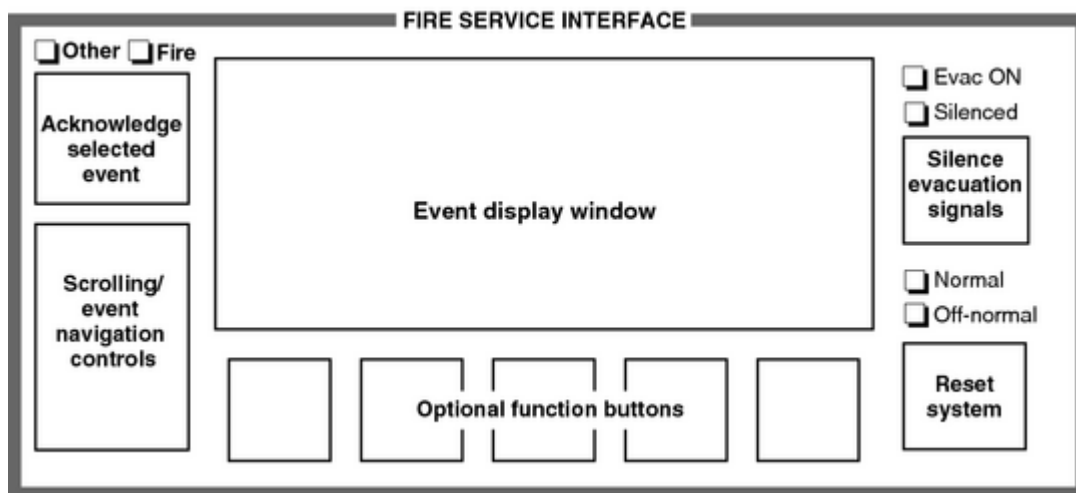 FIRE SERVICE INTERFACE
Other Fire
Acknowledge
selected
event
Scrolling/
event
navigation
controls
Event display window
Optional function buttons
Evac ON
Silenced
Silence
evacuation
signals
Normal
Off-normal
Reset
system